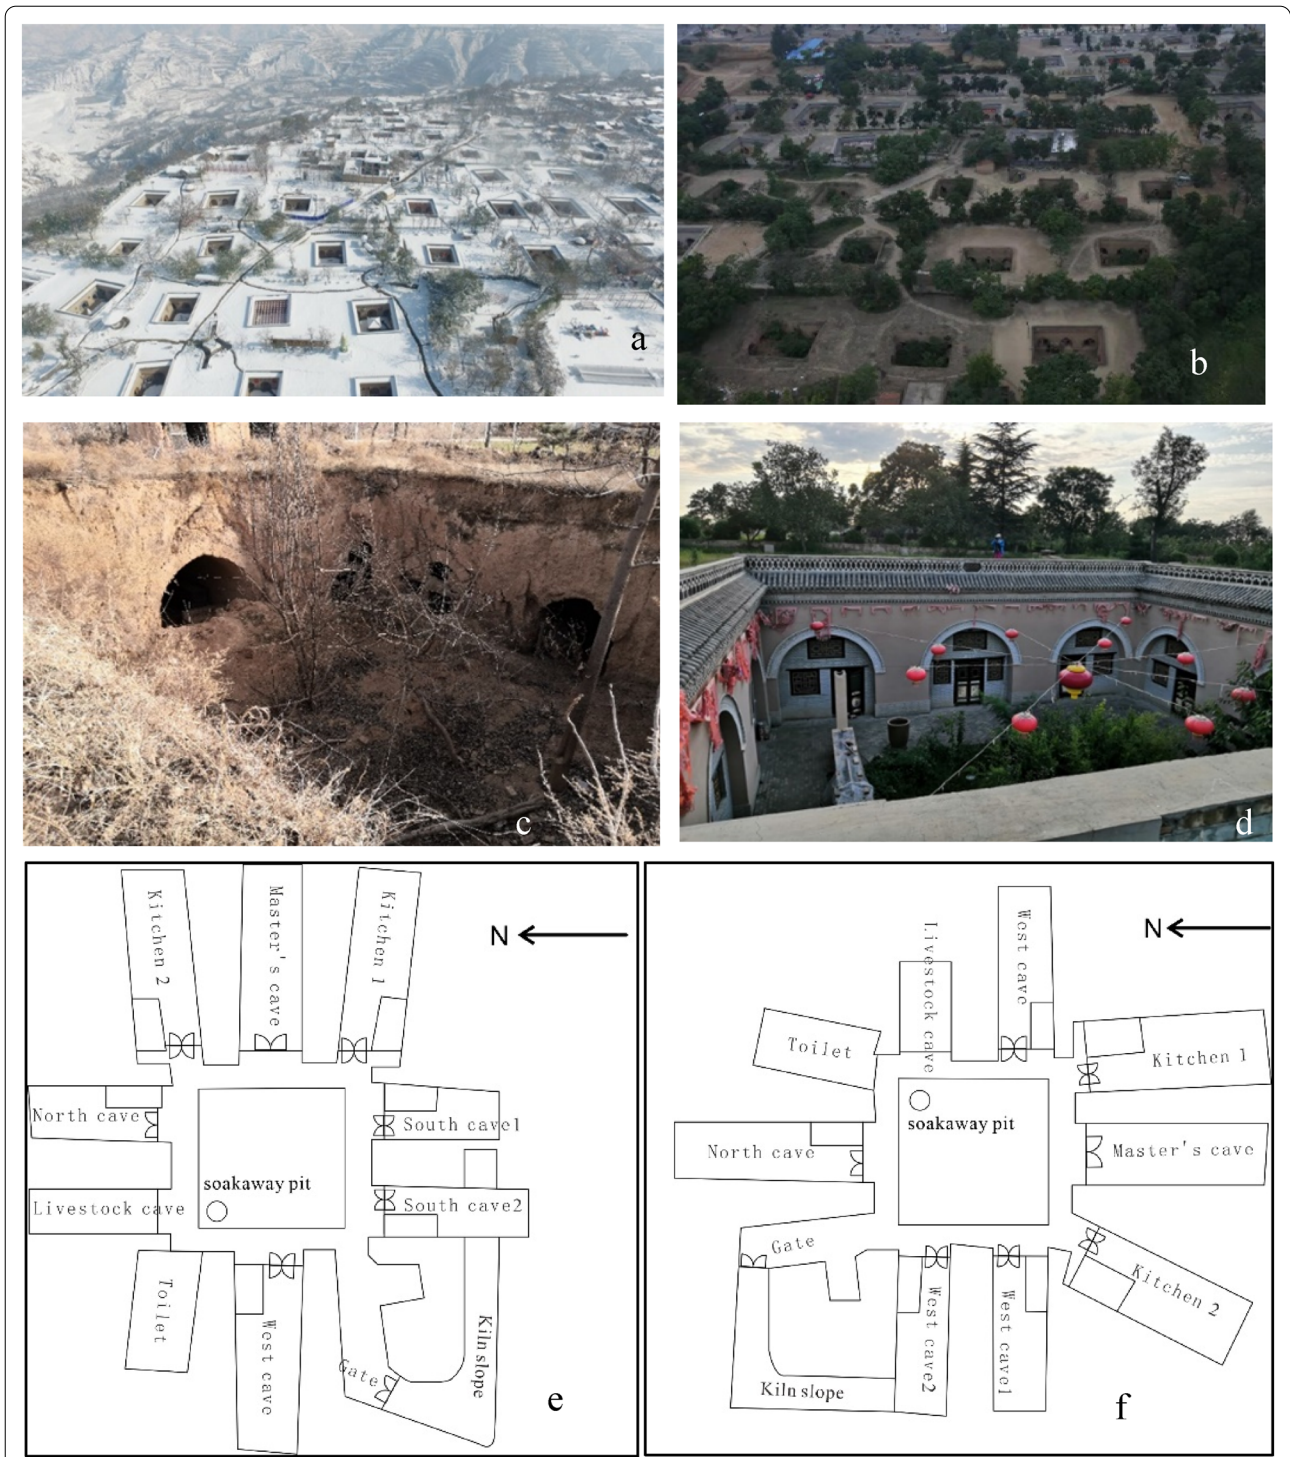 a
b
c
d
Kitchen 2
Master's cave
Kitchen 1
N
North cave
South cave1
soakaway pit
Livestock cave
South cave2
Toilet
West cave
Gate
Kiln slope
e
Livestock cave
West cave
N
Toilet
Kitchen 1
soakaway pit
North cave
Master's cave
Gate
Kitchen 2
West cave2
West cave1
Kiln slope
f